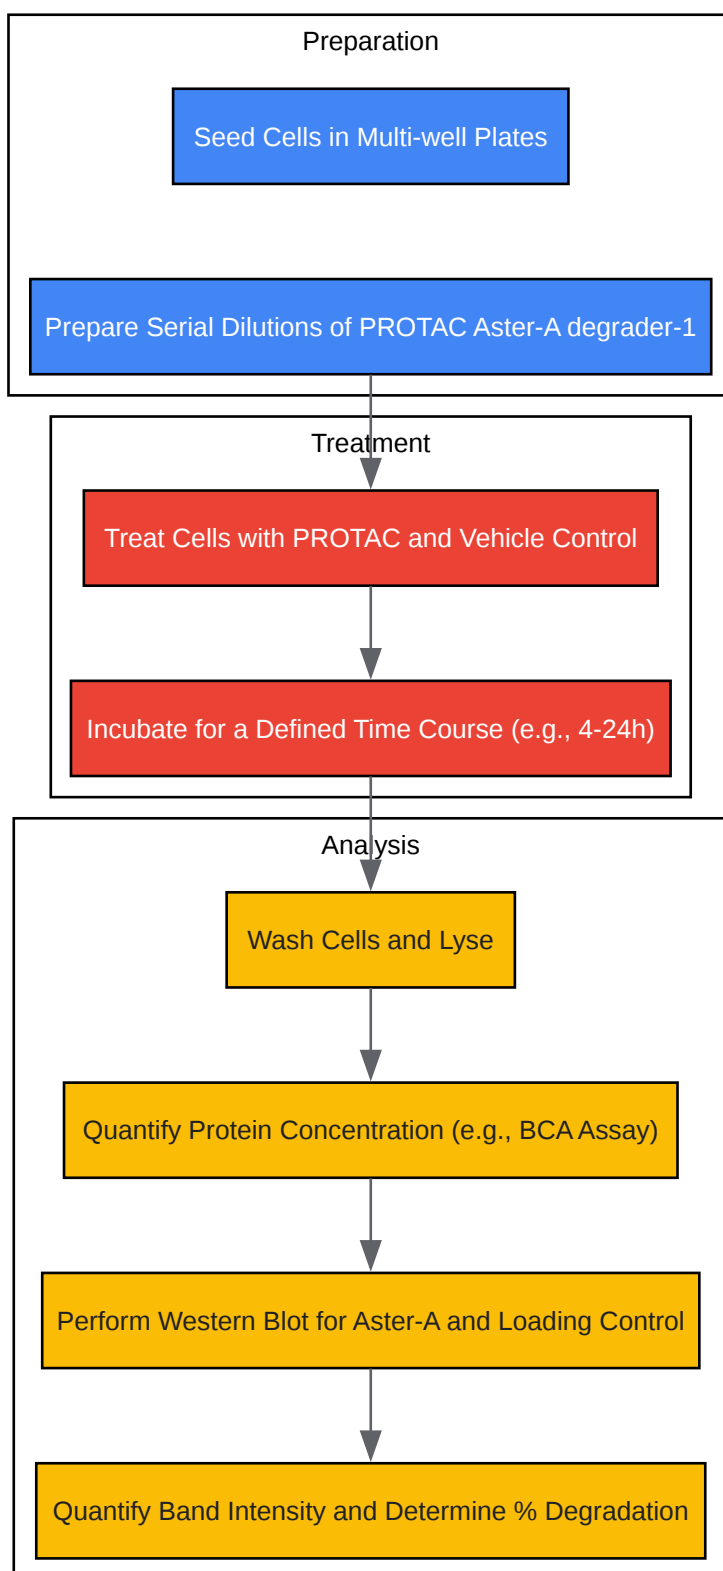 Preparation
Seed Cells in Multi-well Plates
Prepare Serial Dilutions of PROTAC Aster-A degrader-1
Treatment
Treat Cells with PROTAC and Vehicle Control
Incubate for a Defined Time Course (e.g., 4-24h)
Analysis
Wash Cells and Lyse
Quantify Protein Concentration (e.g., BCA Assay)
Perform Western Blot for Aster-A and Loading Control
Quantify Band Intensity and Determine % Degradation